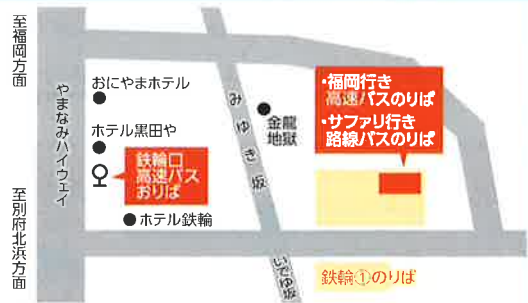 至福岡方面
やまなみハイウェイ
至別府北浜方面
おにやまホテル
ホテル黒田や
鉄輪口
高速バス
おりば
ホテル鉄輪
みゆき坂
金龍
地獄
・福岡行き
高速バスのりば
・サファリ行き
路線バスのりば
いでゆ坂
鉄輪①のりば